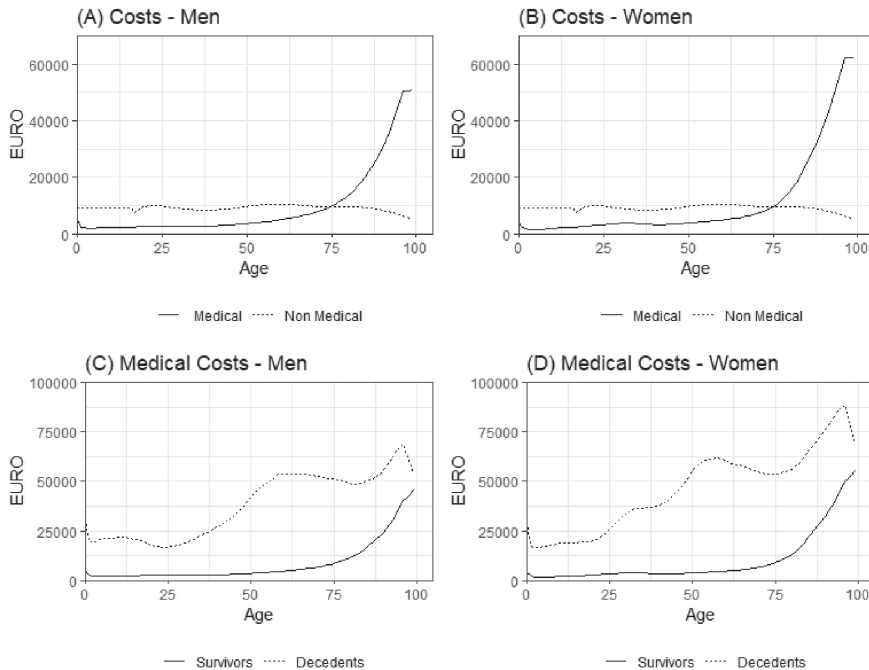 (A) Costs - Men
EURO
60000
40000
20000
0
0 25 50 75 100
Age
Medical Non Medical
(B) Costs - Women
EURO
60000
40000
20000
0
0 25 50 75 100
Age
Medical Non Medical
(C) Medical Costs - Men
EURO
100000
75000
50000
25000
0
0 25 50 75 100
Age
Survivors Decedents
(D) Medical Costs - Women
EURO
100000
75000
50000
25000
0
0 25 50 75 100
Age
Survivors Decedents